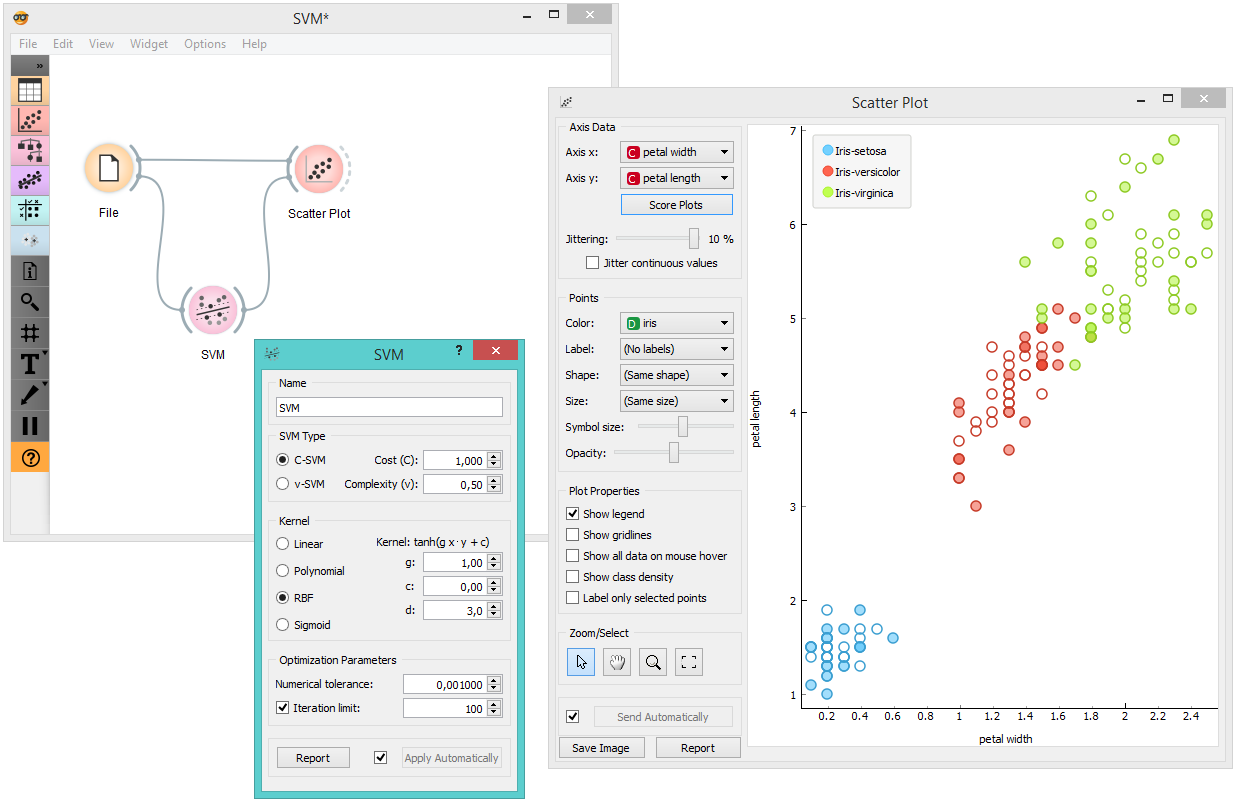 SVM*
File Edit View Widget Options Help
»
File
Scatter Plot
SVM
SVM
?
Name
SVM
SVM Type
C-SVM Cost (C): 1,000
ν-SVM Complexity (ν): 0,50
Kernel
Linear Kernel: tanh(g x·y + c)
g: 1,00
Polynomial
c: 0,00
RBF
d: 3,0
Sigmoid
Optimization Parameters
Numerical tolerance: 0,001000
Iteration limit: 100
Report Apply Automatically
Scatter Plot
Axis Data
Axis x: C petal width
Axis y: C petal length
Score Plots
Jittering: 10 %
Jitter continuous values
Points
Color: D iris
Label: (No labels)
Shape: (Same shape)
Size: (Same size)
Symbol size:
Opacity:
Plot Properties
Show legend
Show gridlines
Show all data on mouse hover
Show class density
Label only selected points
Zoom/Select
Send Automatically
Save Image Report
Iris-setosa
Iris-versicolor
Iris-virginica
7
6
5
4
3
2
1
petal length
0.2 0.4 0.6 0.8 1 1.2 1.4 1.6 1.8 2 2.2 2.4
petal width